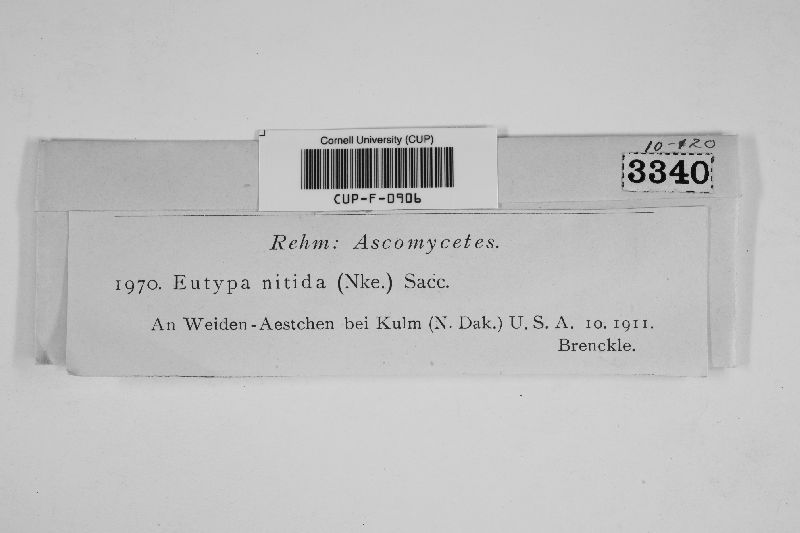 Cornell University (CUP)
CUP-F-0906
10-120
3340
Rehm: Ascomycetes.
1970. Eutypa nitida (Nke.) Sacc.
An Weiden-Aestchen bei Kulm (N. Dak.) U. S. A. 10. 1911.
Brenckle.